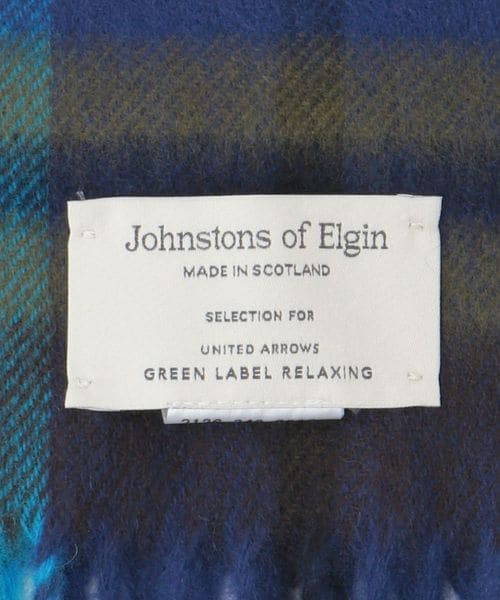 Johnstons of Elgin
MADE IN SCOTLAND
SELECTION FOR
UNITED ARROWS
GREEN LABEL RELAXING